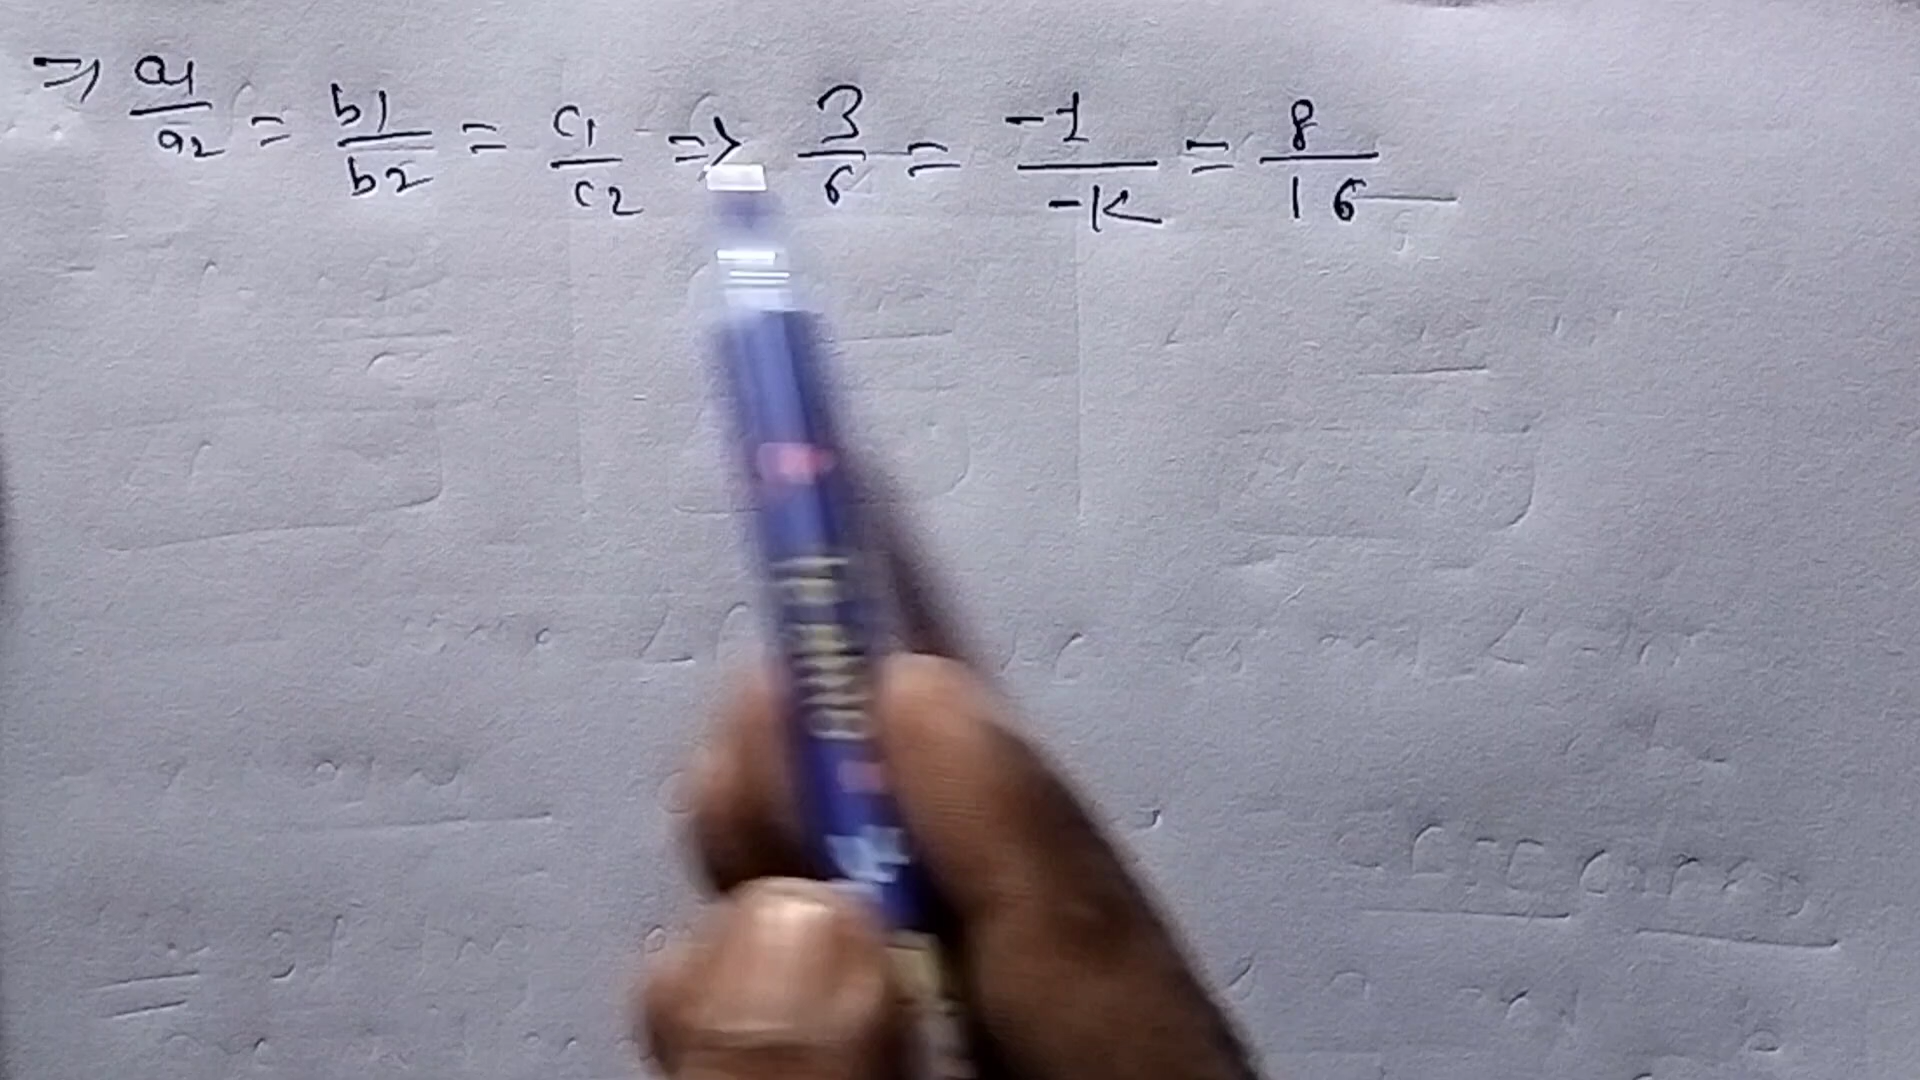 ⇒ a1/a2 = b1/b2 = c1/c2 => 3/6 = -1/-K = 8/16